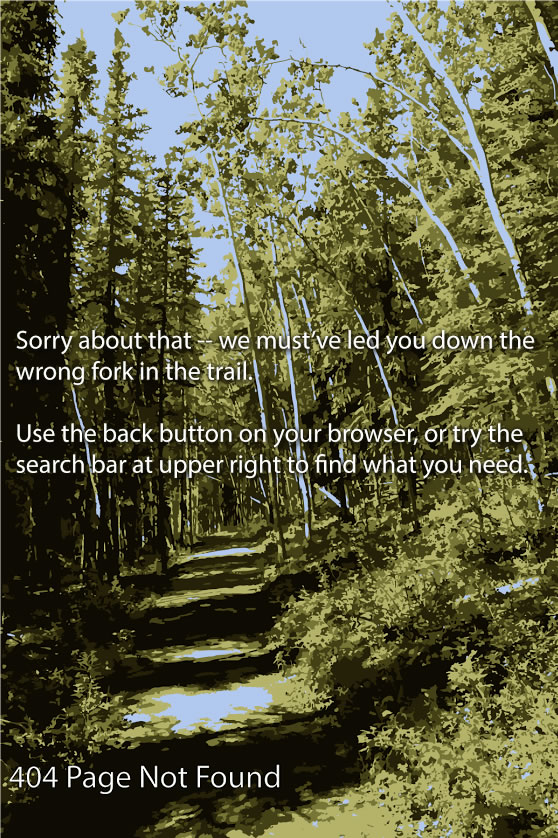 Sorry about that -- we must've led you down the
wrong fork in the trail.
Use the back button on your browser, or try the
search bar at upper right to find what you need.
404 Page Not Found